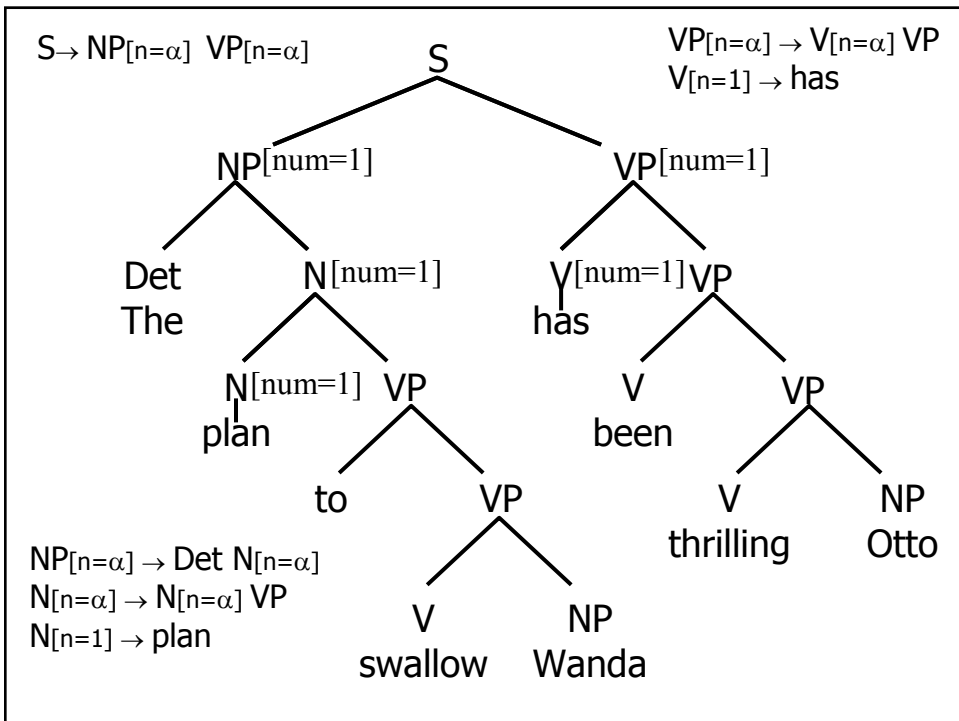 S→ NP[n=α] VP[n=α]
VP[n=α] → V[n=α] VP
V[n=1] → has
S
NP[num=1] VP[num=1]
Det N[num=1] V[num=1] VP
The has
N[num=1] VP V VP
plan been
to VP V NP
thrilling Otto
NP[n=α] → Det N[n=α]
N[n=α] → N[n=α] VP
N[n=1] → plan
V NP
swallow Wanda